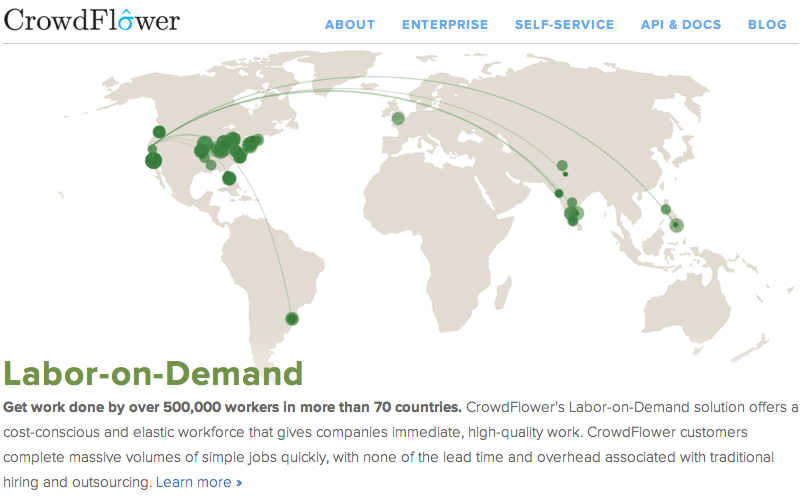 CrowdFlower
ABOUT ENTERPRISE SELF-SERVICE API & DOCS BLOG
Labor-on-Demand
Get work done by over 500,000 workers in more than 70 countries. CrowdFlower's Labor-on-Demand solution offers a
cost-conscious and elastic workforce that gives companies immediate, high-quality work. CrowdFlower customers
complete massive volumes of simple jobs quickly, with none of the lead time and overhead associated with traditional
hiring and outsourcing. Learn more »